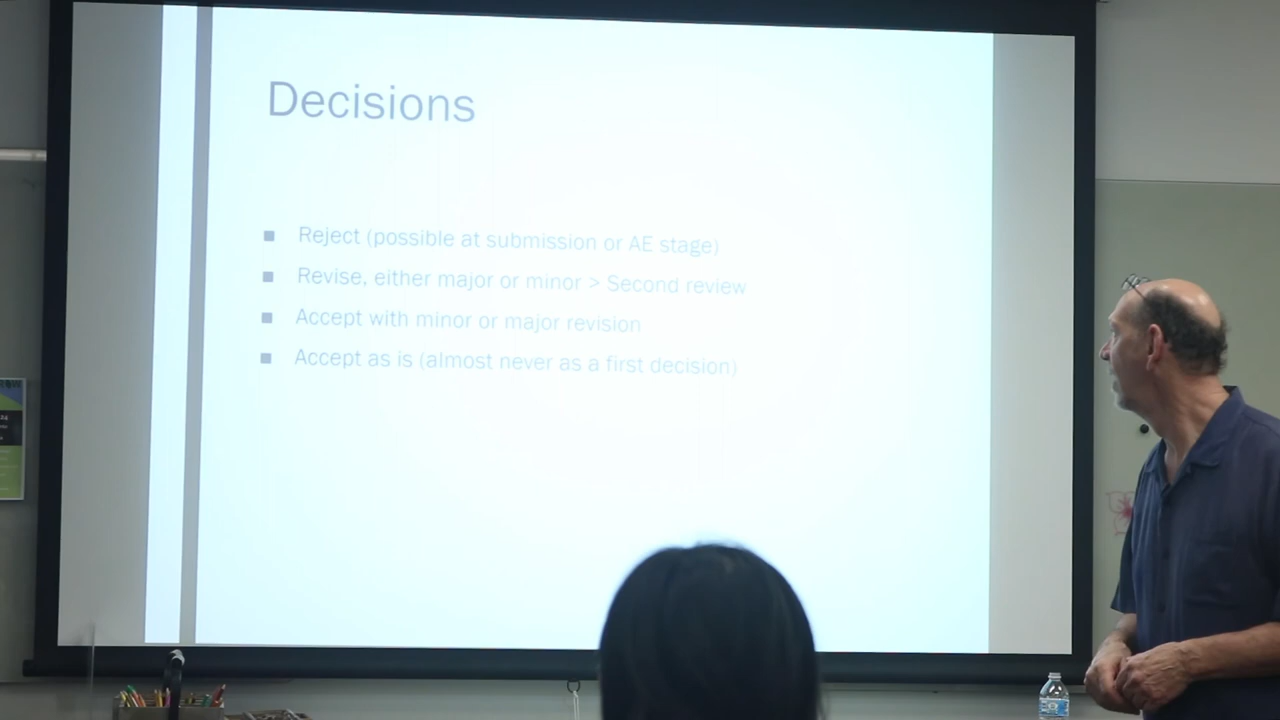 Decisions
Reject (possible at submission or AE stage)
Revise, either major or minor > Second review
Accept with minor or major revision
Accept as is (almost never as a first decision)